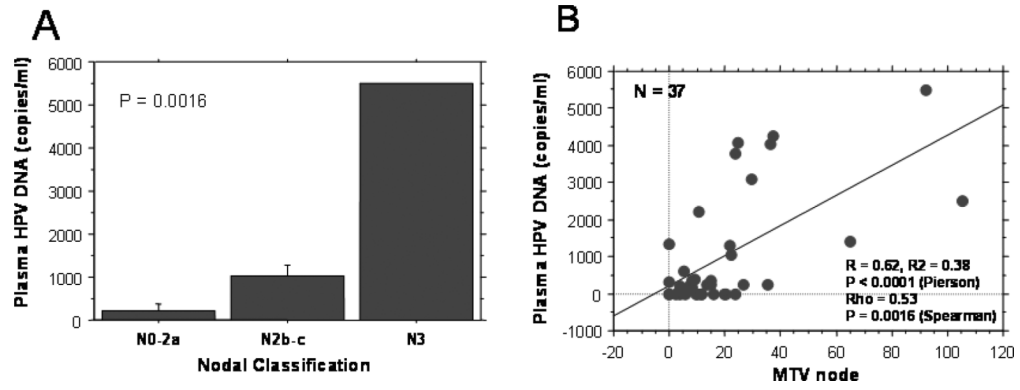 A
Plasma HPV DNA (copies/ml)
6000
5000
4000
3000
2000
1000
0
P = 0.0016
N0-2a
N2b-c
N3
Nodal Classification
B
Plasma HPV DNA (copies/ml)
6000
5000
4000
3000
2000
1000
0
-1000
N = 37
R = 0.62, R2 = 0.38
P < 0.0001 (Pierson)
Rho = 0.53
P = 0.0016 (Spearman)
-20
0
20
40
60
80
100
120
MTV node